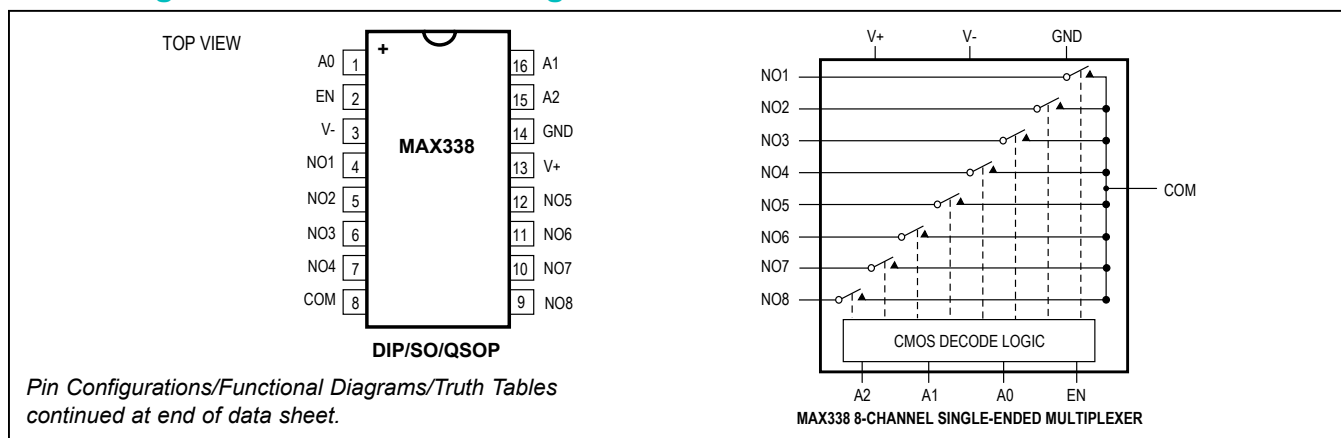 TOP VIEW
+
MAX338
A0 1
EN 2
V- 3
NO1 4
NO2 5
NO3 6
NO4 7
COM 8
16 A1
15 A2
14 GND
13 V+
12 NO5
11 NO6
10 NO7
9 NO8
DIP/SO/QSOP
Pin Configurations/Functional Diagrams/Truth Tables
continued at end of data sheet.
V+ V- GND
NO1
NO2
NO3
NO4
NO5
NO6
NO7
NO8
COM
CMOS DECODE LOGIC
A2 A1 A0 EN
MAX338 8-CHANNEL SINGLE-ENDED MULTIPLEXER